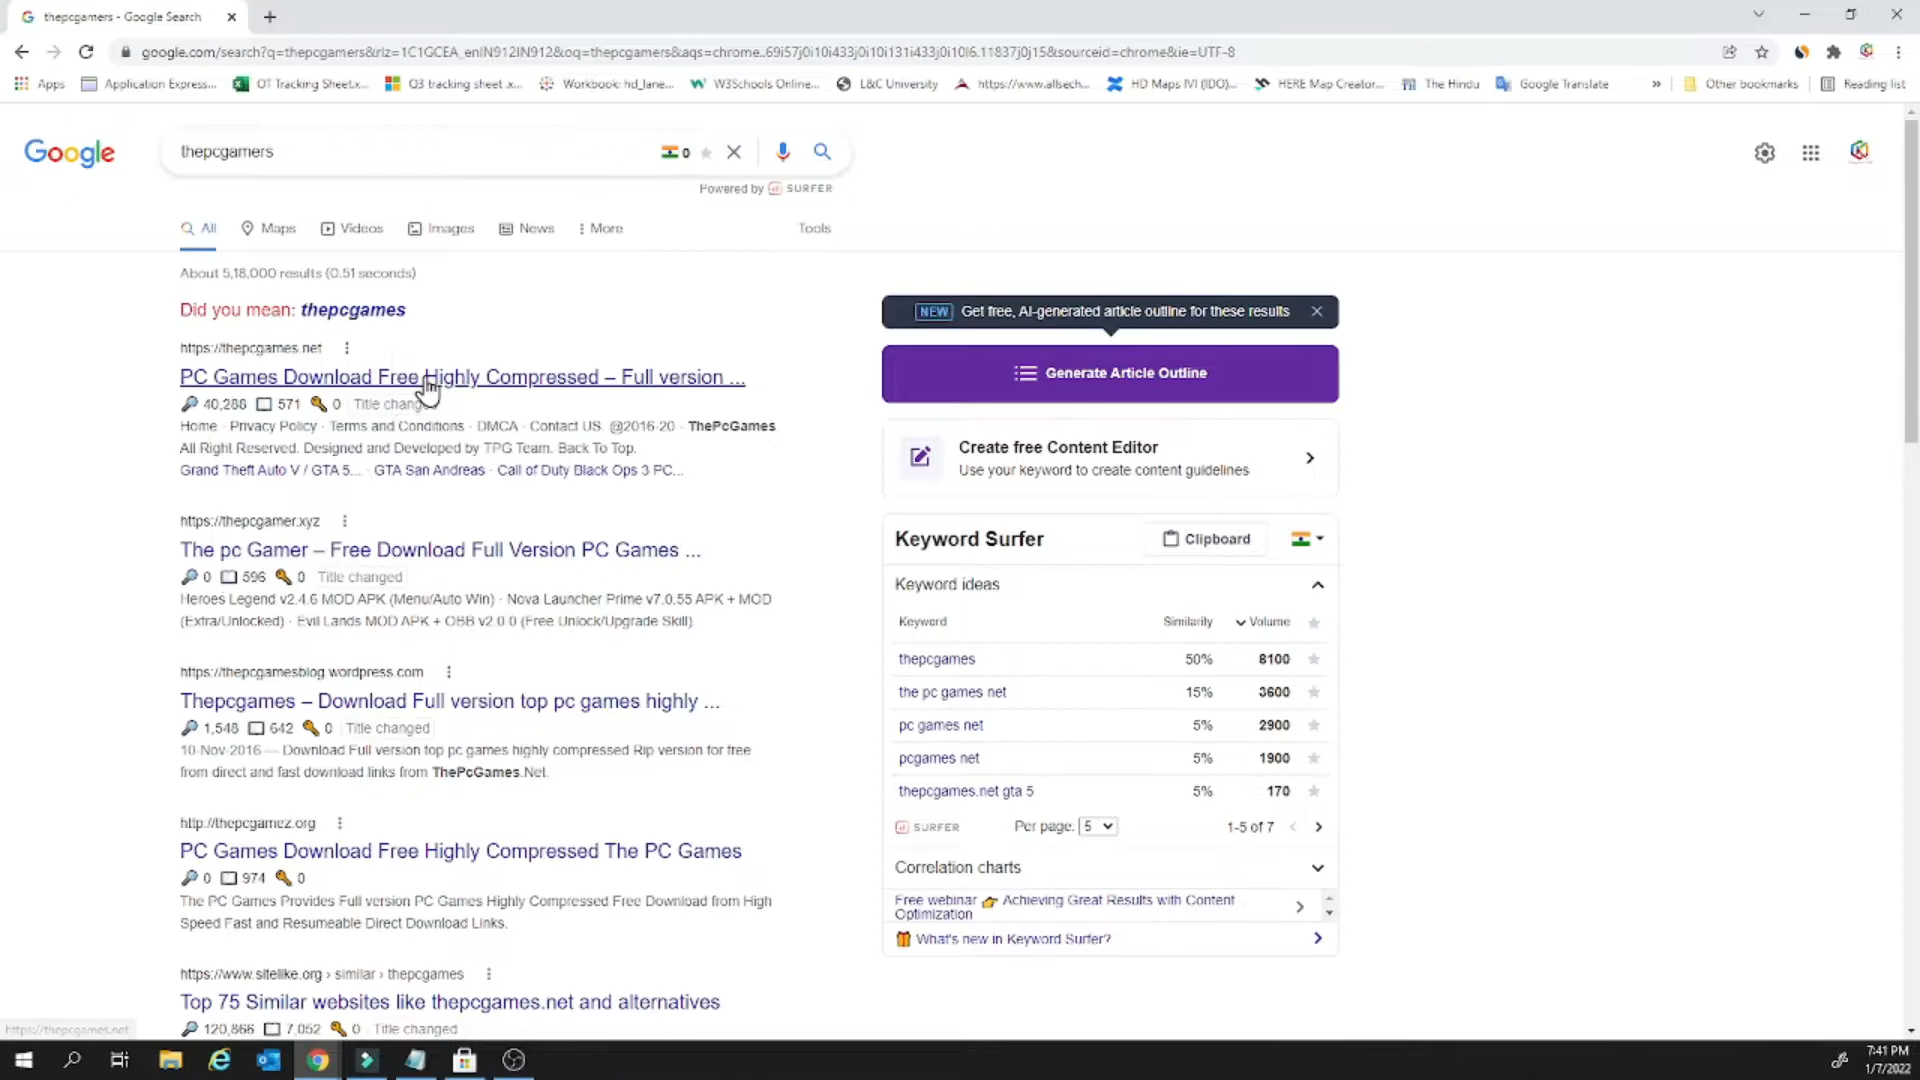 thepcgamers - Google Search
google.com/search?q=thepcgamers&rlz=1C1GCEA_enIN912IN912&oq=thepcgamers&aqs=chrome..69i57j0i10i433j0i10i131i433j0i10l6.11837j0j15&sourceid=chrome&ie=UTF-8
Apps Application Express... OT Tracking Sheet.x... Q3 tracking sheet .x... Workbook: hd_lane... W3Schools Online... L&C University https://www.allsech... HD Maps IVI (IDO)... HERE Map Creator... The Hindu Google Translate » Other bookmarks Reading list
Google
thepcgamers
0
Powered by SURFER
All Maps Videos Images News More Tools
About 5,18,000 results (0.51 seconds)
Did you mean: thepcgames
https://thepcgames.net
PC Games Download Free Highly Compressed – Full version ...
40,288 571 0
Home · Privacy Policy · Terms and Conditions · DMCA · Contact US. @2016-20 - ThePcGames
All Right Reserved. Designed and Developed by TPG Team. Back To Top.
Grand Theft Auto V / GTA 5... · GTA San Andreas · Call of Duty Black Ops 3 PC...
https://thepcgamer.xyz
The pc Gamer – Free Download Full Version PC Games ...
0 596 0 Title changed
Heroes Legend v2.4.6 MOD APK (Menu/Auto Win) · Nova Launcher Prime v7.0.55 APK + MOD
(Extra/Unlocked) · Evil Lands MOD APK + OBB v2.0.0 (Free Unlock/Upgrade Skill)
https://thepcgamesblog.wordpress.com
Thepcgames – Download Full version top pc games highly ...
1,548 642 0 Title changed
10-Nov-2016 — Download Full version top pc games highly compressed Rip version for free
from direct and fast download links from ThePcGames.Net.
http://thepcgamez.org
PC Games Download Free Highly Compressed The PC Games
0 974 0
The PC Games Provides Full version PC Games Highly Compressed Free Download from High
Speed Fast and Resumeable Direct Download Links.
https://www.sitelike.org › similar › thepcgames
Top 75 Similar websites like thepcgames.net and alternatives
120,866 7,052 0 Title changed
https://thepcgames.net
NEW Get free, AI-generated article outline for these results
Generate Article Outline
Create free Content Editor
Use your keyword to create content guidelines
Keyword Surfer Clipboard
Keyword ideas
Keyword Similarity Volume
thepcgames 50% 8100
the pc games net 15% 3600
pc games net 5% 2900
pcgames net 5% 1900
thepcgames.net gta 5 5% 170
SURFER Per page: 5 1-5 of 7
Correlation charts
Free webinar 👉 Achieving Great Results with Content
Optimization
What's new in Keyword Surfer?
7:41 PM
1/7/2022